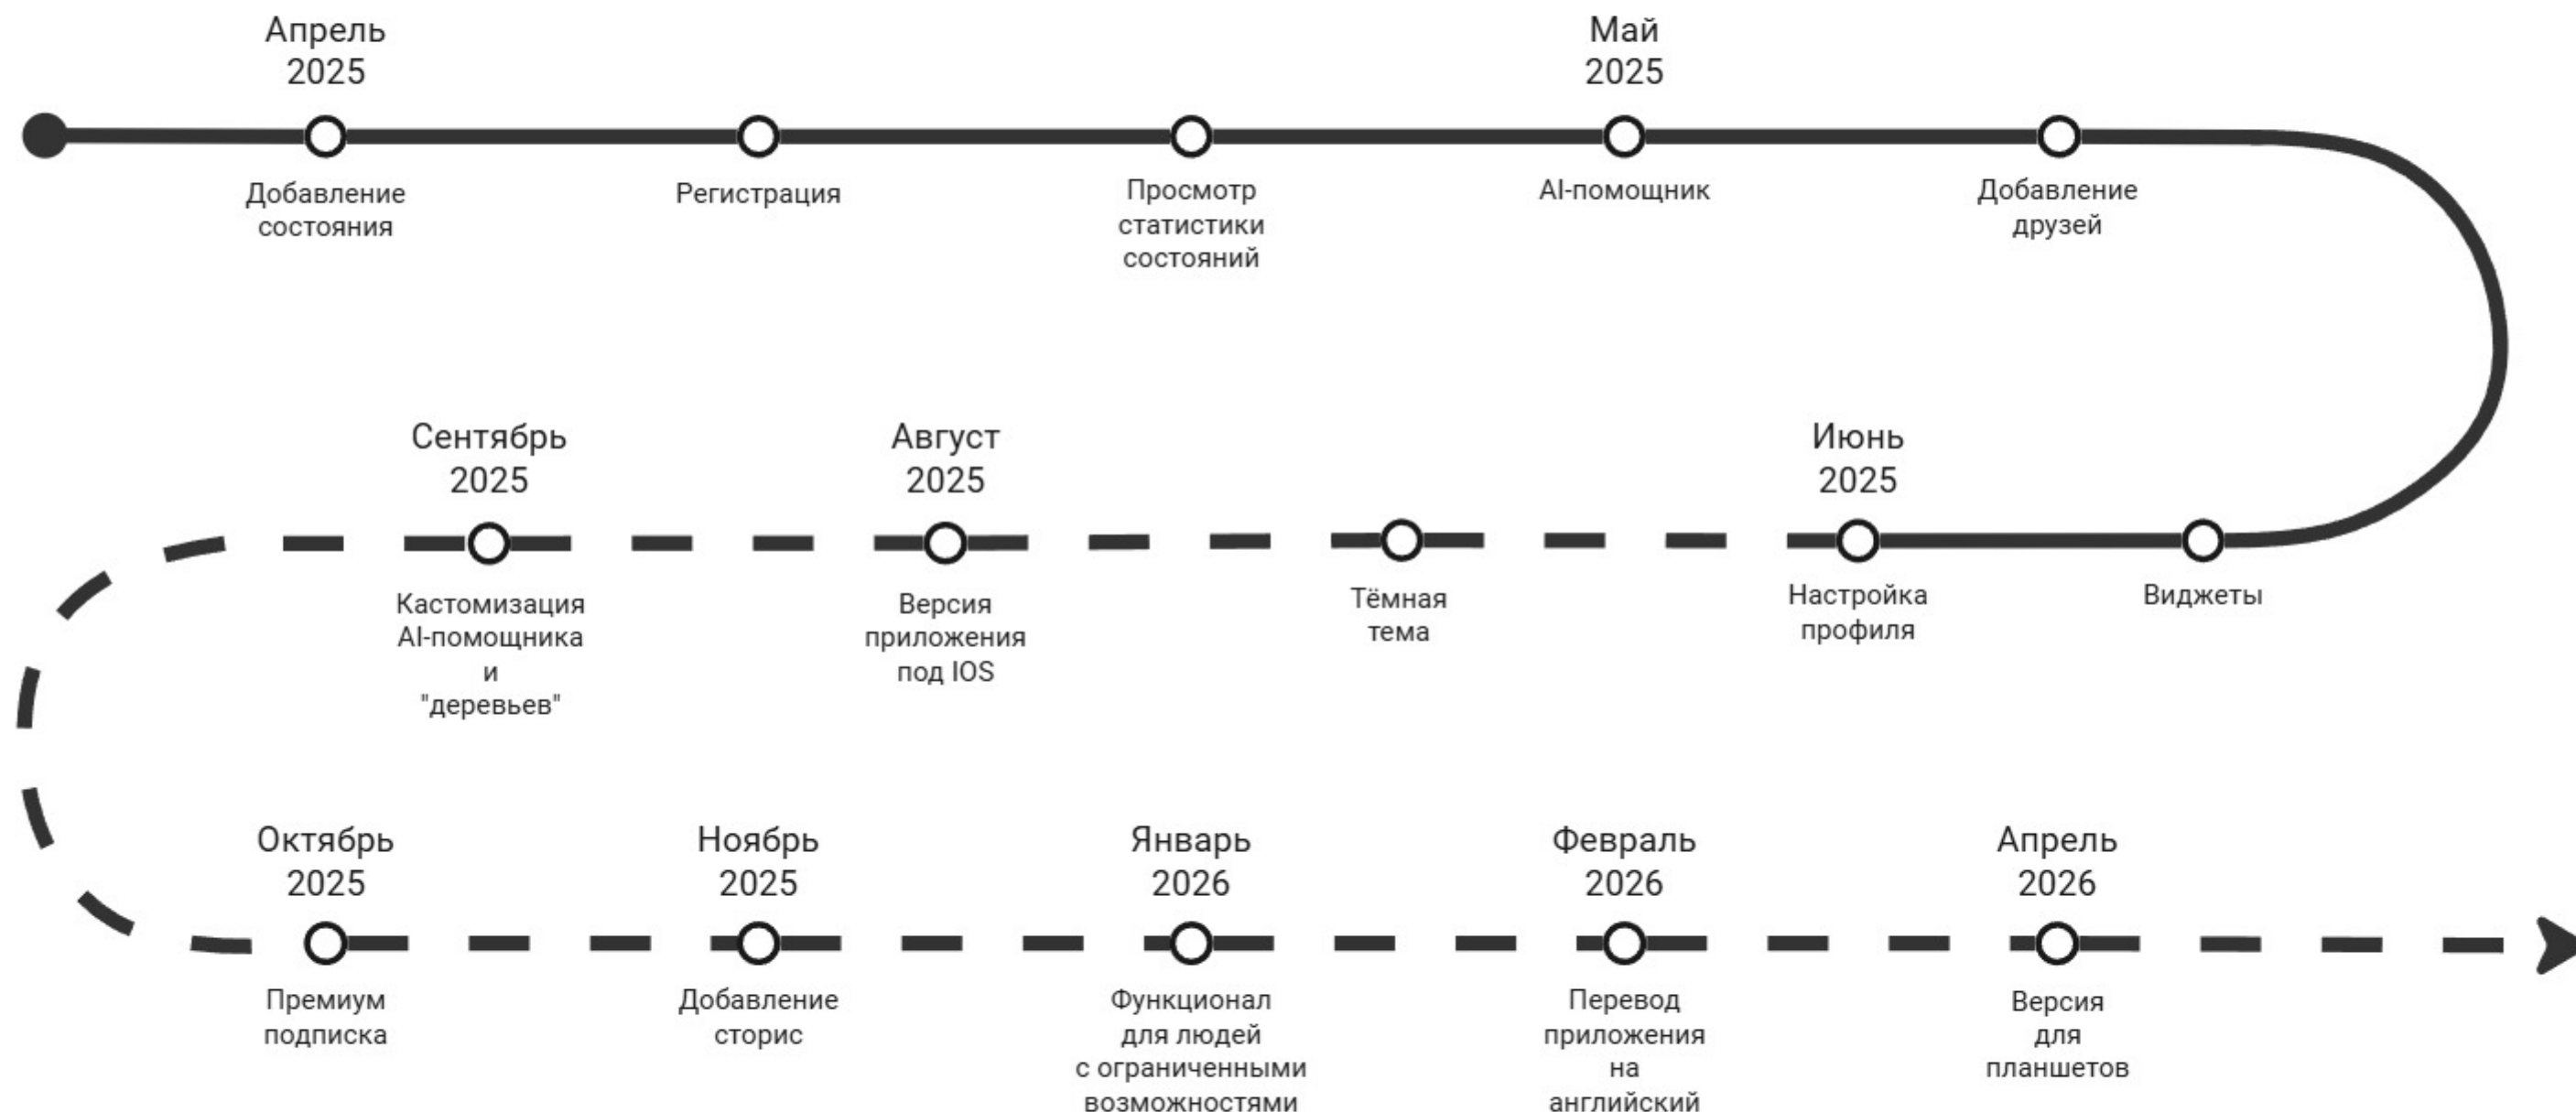 Апрель
2025
Май
2025
Добавление
состояния
Регистрация
Просмотр
статистики
состояний
AI-помощник
Добавление
друзей
Сентябрь
2025
Август
2025
Июнь
2025
Кастомизация
AI-помощника
и
"деревьев"
Версия
приложения
под IOS
Тёмная
тема
Настройка
профиля
Виджеты
Октябрь
2025
Ноябрь
2025
Январь
2026
Февраль
2026
Апрель
2026
Премиум
подписка
Добавление
сторис
Функционал
для людей
с ограниченными
возможностями
Перевод
приложения
на
английский
Версия
для
планшетов